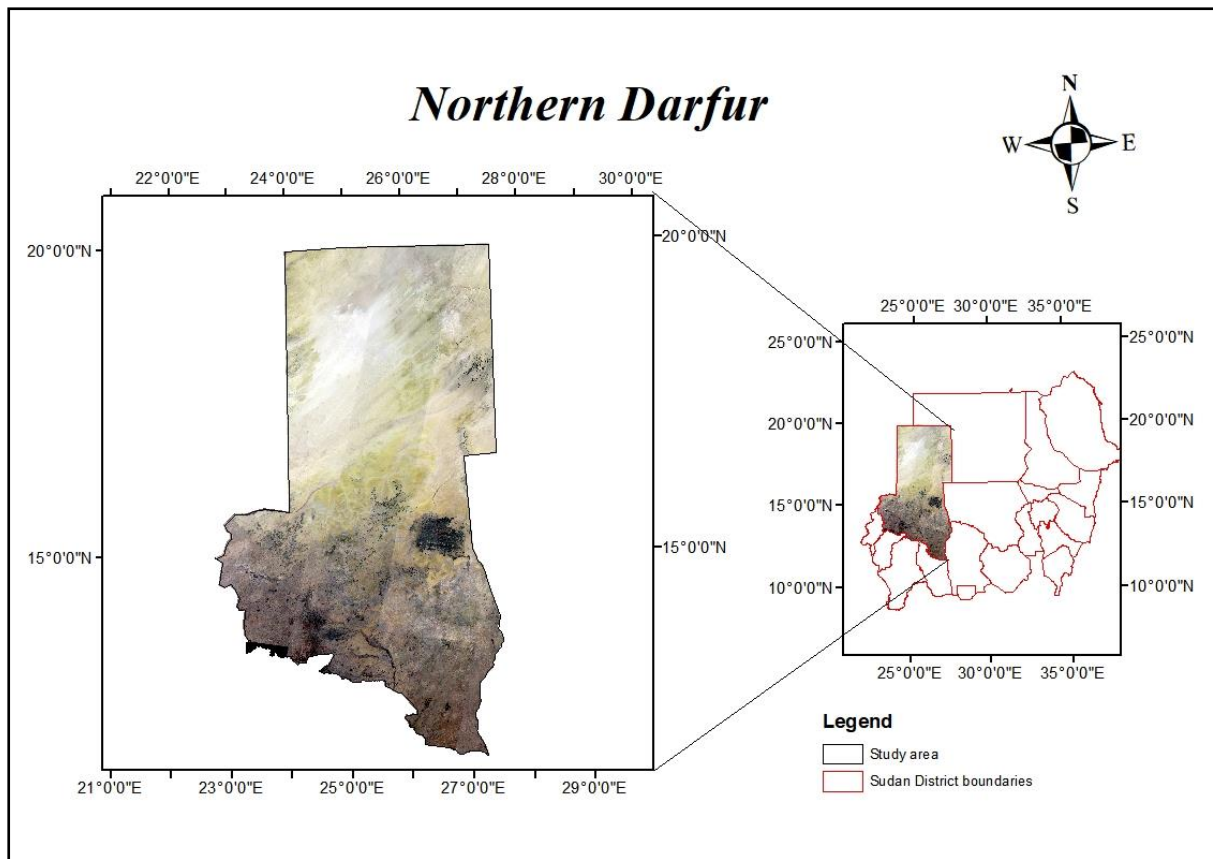 Northern Darfur
N
W E
S
22°0'0"E 24°0'0"E 26°0'0"E 28°0'0"E 30°0'0"E
20°0'0"N
20°0'0"N
15°0'0"N
15°0'0"N
21°0'0"E 23°0'0"E 25°0'0"E 27°0'0"E 29°0'0"E
25°0'0"E 30°0'0"E 35°0'0"E
25°0'0"N 25°0'0"N
20°0'0"N 20°0'0"N
15°0'0"N 15°0'0"N
10°0'0"N 10°0'0"N
25°0'0"E 30°0'0"E 35°0'0"E
Legend
Study area
Sudan District boundaries